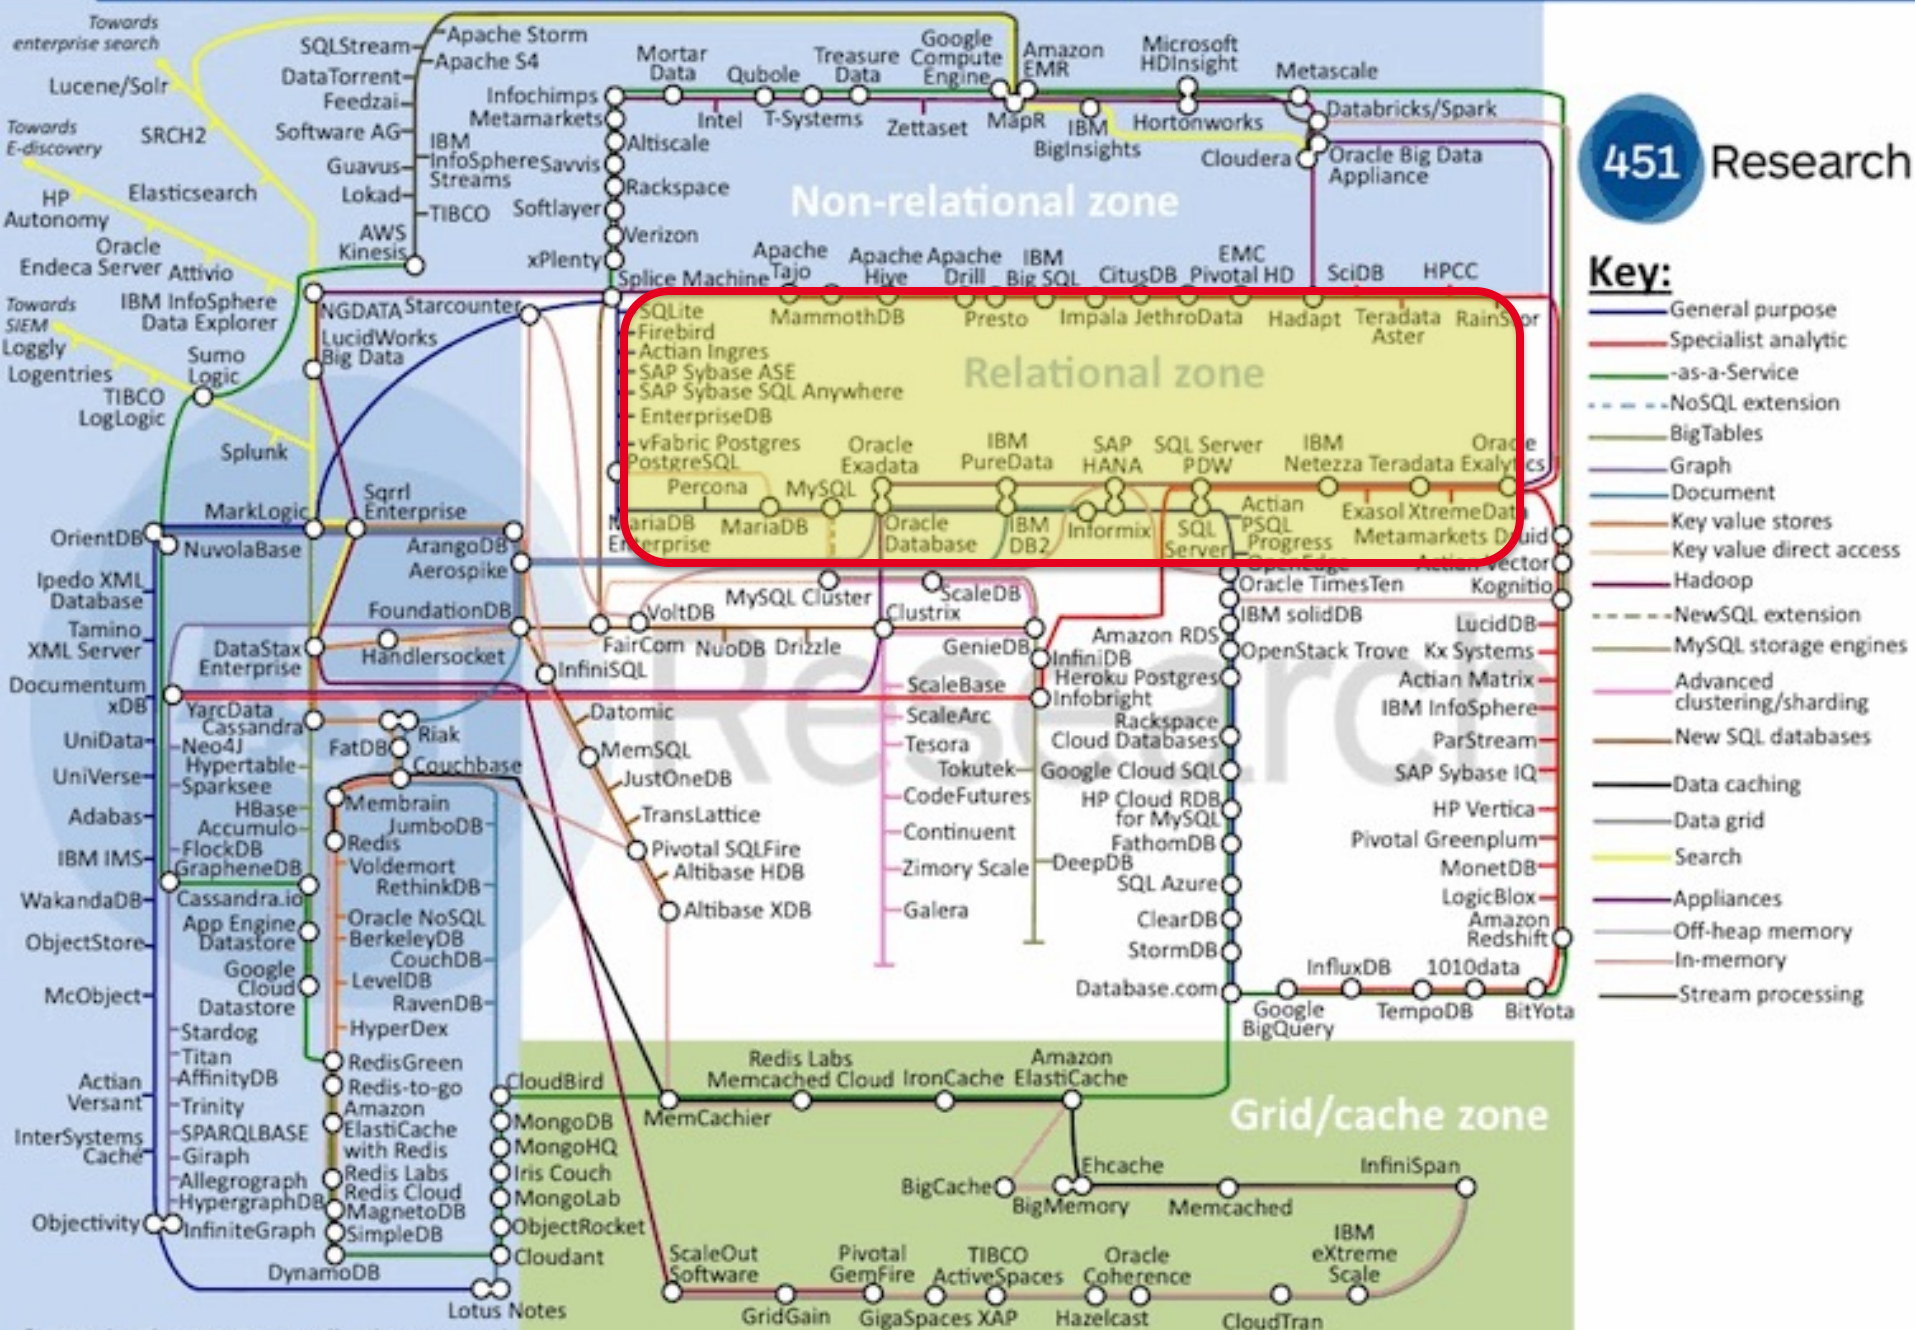 Towards
enterprise search
Lucene/Solr
SRCH2
Towards
E-discovery
HP
Autonomy
Elasticsearch
Oracle
Endeca Server
Attivio
Towards
SIEM
IBM InfoSphere
Data Explorer
Loggly
Logentries
Sumo
Logic
TIBCO
LogLogic
Splunk
SQLStream
DataTorrent
Feedzai
Software AG
Guavus
Lokad
AWS
Kinesis
Apache Storm
Apache S4
IBM
InfoSphere
Streams
TIBCO
Infochimps
Metamarkets
Altiscale
Savvis
Rackspace
Softlayer
Verizon
xPlenty
Splice Machine
Mortar
Data
Qubole
Treasure
Data
Google
Compute
Engine
Amazon
EMR
Microsoft
HDInsight
Metascale
Intel
T-Systems
Zettaset
MapR
IBM
BigInsights
Hortonworks
Databricks/Spark
Cloudera
Oracle Big Data
Appliance
Non-relational zone
Apache
Tajo
Apache
Hive
Apache
Drill
IBM
Big SQL
CitusDB
EMC
Pivotal HD
SciDB
HPCC
MammothDB
Presto
Impala
JethroData
Hadapt
Teradata
Aster
RainStor
NGDATA
Starcounter
LucidWorks
Big Data
SQLite
Firebird
Actian Ingres
SAP Sybase ASE
SAP Sybase SQL Anywhere
EnterpriseDB
vFabric Postgres
PostgreSQL
Relational zone
Oracle
Exadata
IBM
PureData
SAP
HANA
SQL Server
PDW
IBM
Netezza
Teradata
Oracle
Exalytics
Percona
MySQL
MariaDB
Enterprise
MariaDB
Oracle
Database
IBM
DB2
Informix
SQL
Server
Actian
PSQL
Progress
OpenEdge
Exasol
XtremeData
Metamarkets Druid
Actian Vector
Kognitio
MarkLogic
Sqrrl
Enterprise
OrientDB
NuvolaBase
ArangoDB
Aerospike
Ipedo XML
Database
Tamino
XML Server
Documentum
xDB
UniData
UniVerse
Adabas
IBM IMS
WakandaDB
ObjectStore
McObject
Actian
Versant
InterSystems
Caché
Objectivity
FoundationDB
DataStax
Enterprise
Handlersocket
YarcData
Cassandra
Neo4J
Hypertable
Sparksee
HBase
Accumulo
FlockDB
GrapheneDB
Cassandra.io
App Engine
Datastore
Google
Cloud
Datastore
Stardog
Titan
AffinityDB
Trinity
SPARQLBASE
Giraph
Allegrograph
HypergraphDB
InfiniteGraph
FatDB
Riak
Couchbase
Membrain
JumboDB
Redis
Voldemort
RethinkDB
Oracle NoSQL
BerkeleyDB
CouchDB
LevelDB
RavenDB
HyperDex
RedisGreen
Redis-to-go
Amazon
ElastiCache
with Redis
Redis Labs
Redis Cloud
MagnetoDB
SimpleDB
DynamoDB
CloudBird
MongoDB
MongoHQ
Iris Couch
MongoLab
ObjectRocket
Cloudant
Lotus Notes
MySQL Cluster
ScaleDB
VoltDB
Clustrix
FairCom
NuoDB
Drizzle
GenieDB
InfiniSQL
Datomic
MemSQL
JustOneDB
TransLattice
Pivotal SQLFire
Altibase HDB
Altibase XDB
ScaleBase
ScaleArc
Tesora
Tokutek
CodeFutures
Continuent
Zimory Scale
DeepDB
Galera
InfiniDB
Infobright
Oracle TimesTen
IBM solidDB
Amazon RDS
OpenStack Trove
Heroku Postgres
Rackspace
Cloud Databases
Google Cloud SQL
HP Cloud RDB
for MySQL
FathomDB
SQL Azure
ClearDB
StormDB
Database.com
LucidDB
Kx Systems
Actian Matrix
IBM InfoSphere
ParStream
SAP Sybase IQ
HP Vertica
Pivotal Greenplum
MonetDB
LogicBlox
Amazon
Redshift
InfluxDB
1010data
Google
BigQuery
TempoDB
BitYota
Research
Redis Labs
Memcached Cloud
IronCache
Amazon
ElastiCache
MemCachier
Grid/cache zone
BigCache
Ehcache
BigMemory
Memcached
InfiniSpan
ScaleOut
Software
Pivotal
GemFire
TIBCO
ActiveSpaces
Oracle
Coherence
IBM
eXtreme
Scale
GridGain
GigaSpaces XAP
Hazelcast
CloudTran
451 Research
Key:
General purpose
Specialist analytic
-as-a-Service
NoSQL extension
BigTables
Graph
Document
Key value stores
Key value direct access
Hadoop
NewSQL extension
MySQL storage engines
Advanced
clustering/sharding
New SQL databases
Data caching
Data grid
Search
Appliances
Off-heap memory
In-memory
Stream processing